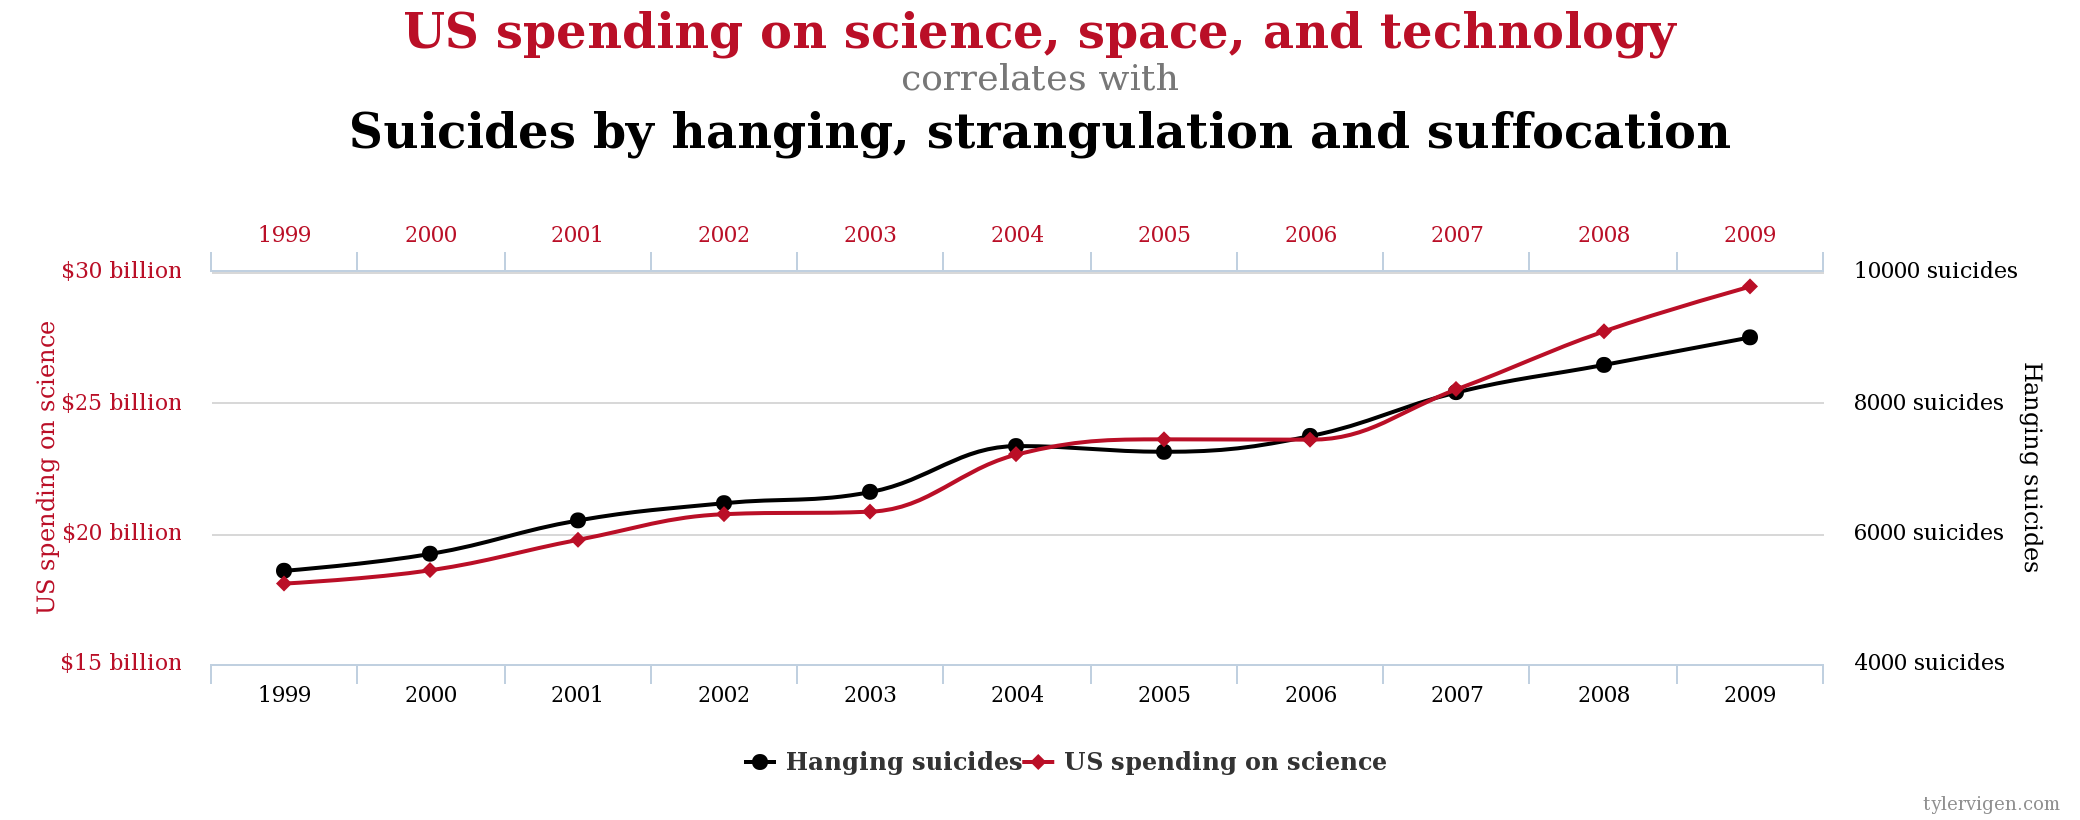 US spending on science, space, and technology
correlates with
Suicides by hanging, strangulation and suffocation
1999 2000 2001 2002 2003 2004 2005 2006 2007 2008 2009
$30 billion 10000 suicides
$25 billion 8000 suicides
$20 billion 6000 suicides
$15 billion 4000 suicides
US spending on science
Hanging suicides
1999 2000 2001 2002 2003 2004 2005 2006 2007 2008 2009
Hanging suicides US spending on science
tylervigen.com